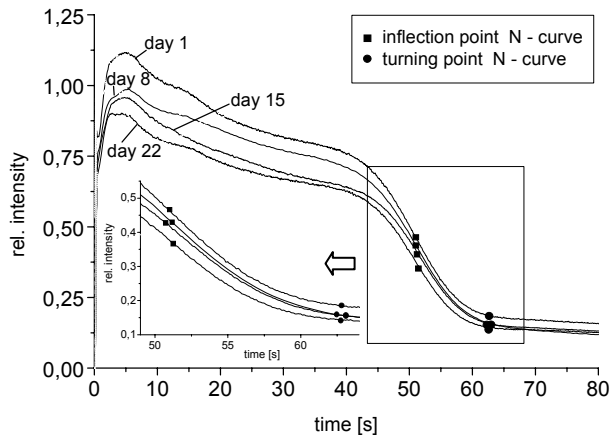 inflection point N - curve
turning point N - curve
day 1
day 8
day 15
day 22
rel. intensity
1,25
1,00
0,75
0,50
0,25
0,00
0 10 20 30 40 50 60 70 80
time [s]
rel. intensity
0,5
0,4
0,3
0,2
0,1
50 55 60
time [s]